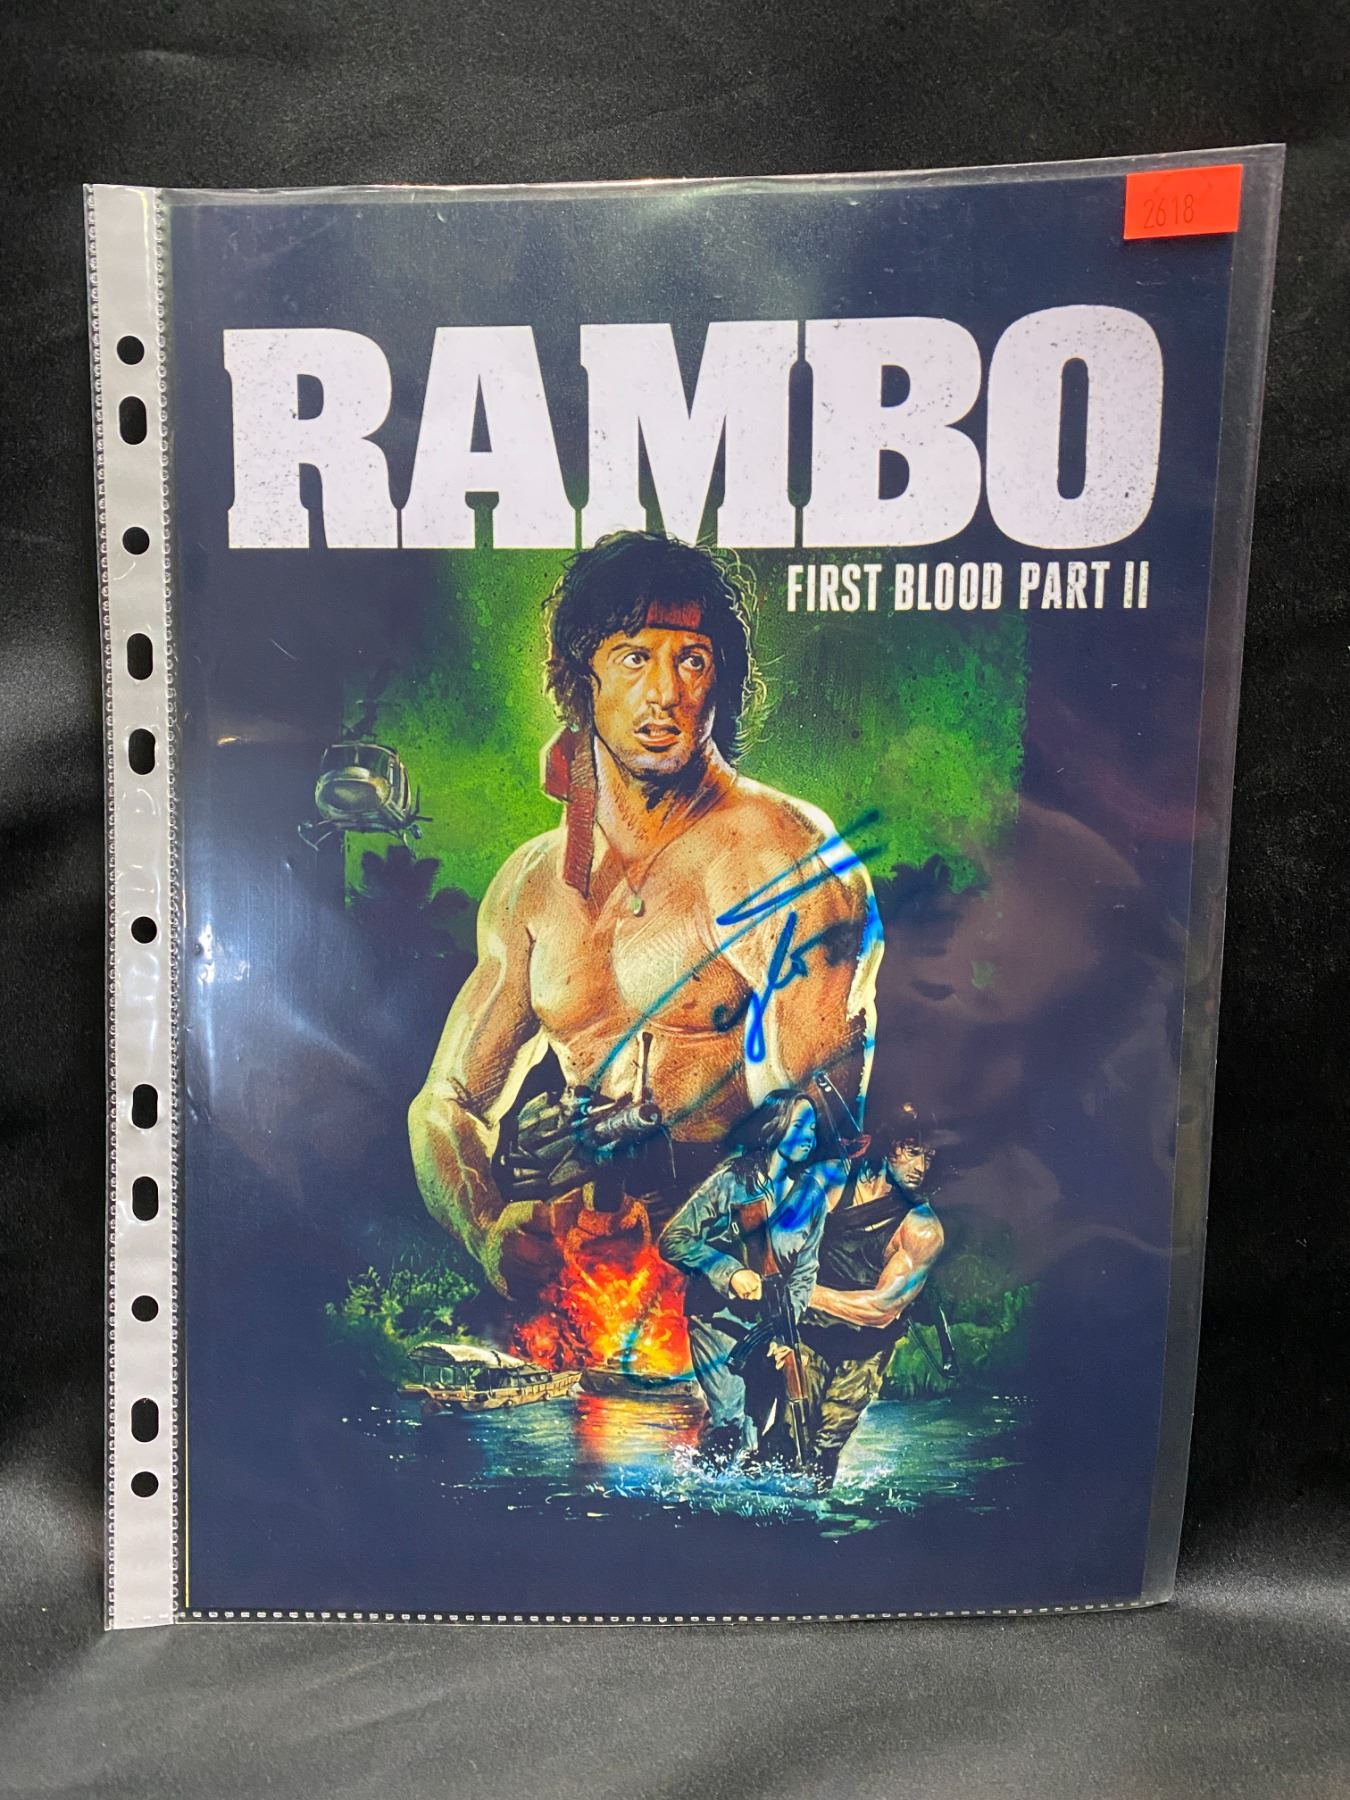 2618
RAMBO
FIRST BLOOD PART II